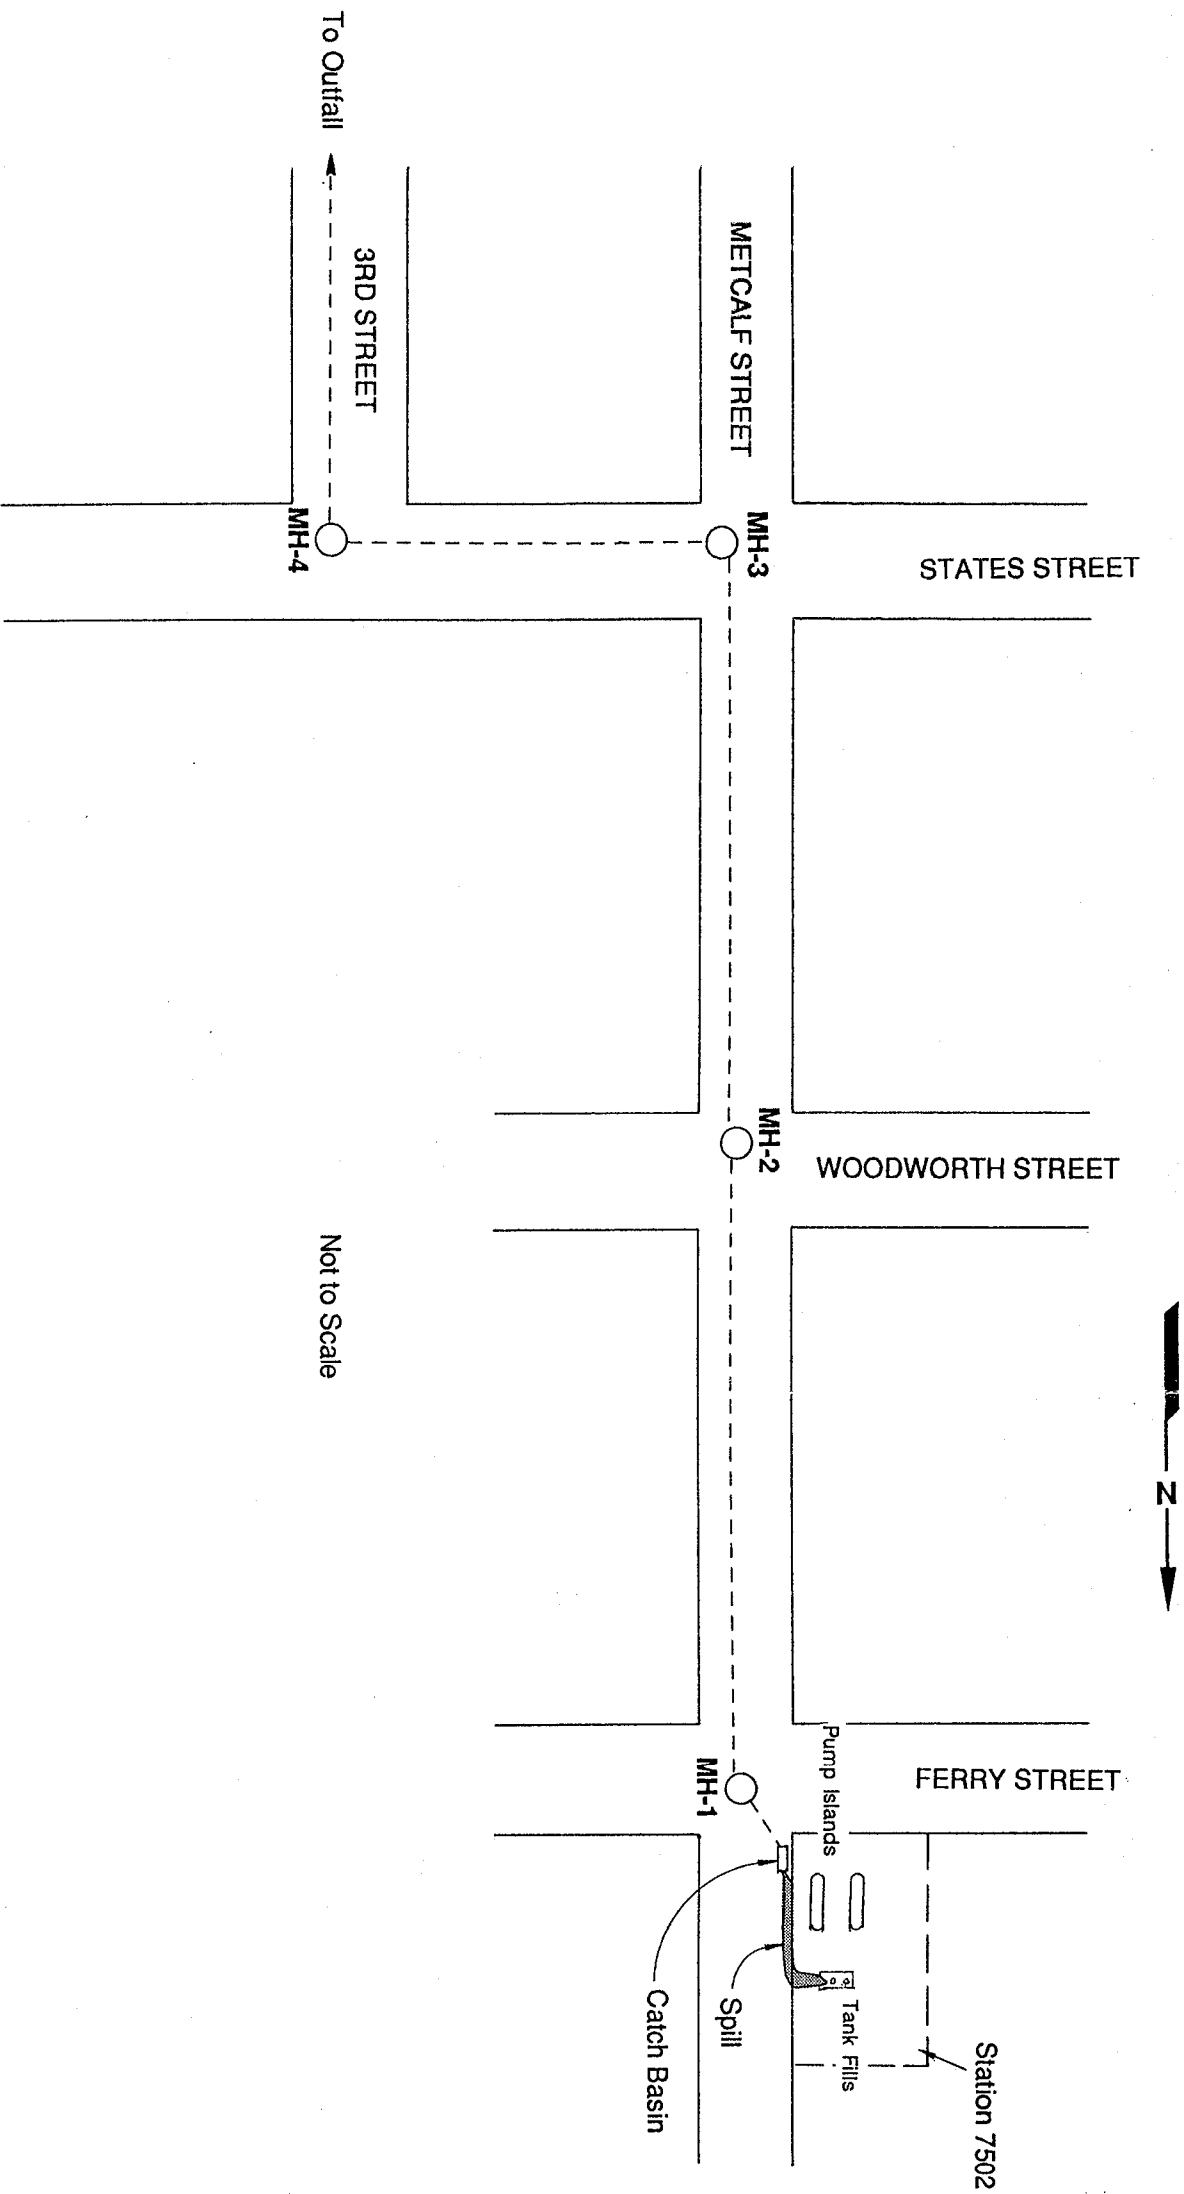 To Outfall
3RD STREET
METCALF STREET
MH-4
MH-3
STATES STREET
MH-2
WOODWORTH STREET
Not to Scale
N
MH-1
Pump Islands
FERRY STREET
Catch Basin
Spill
Tank Fills
Station 7502